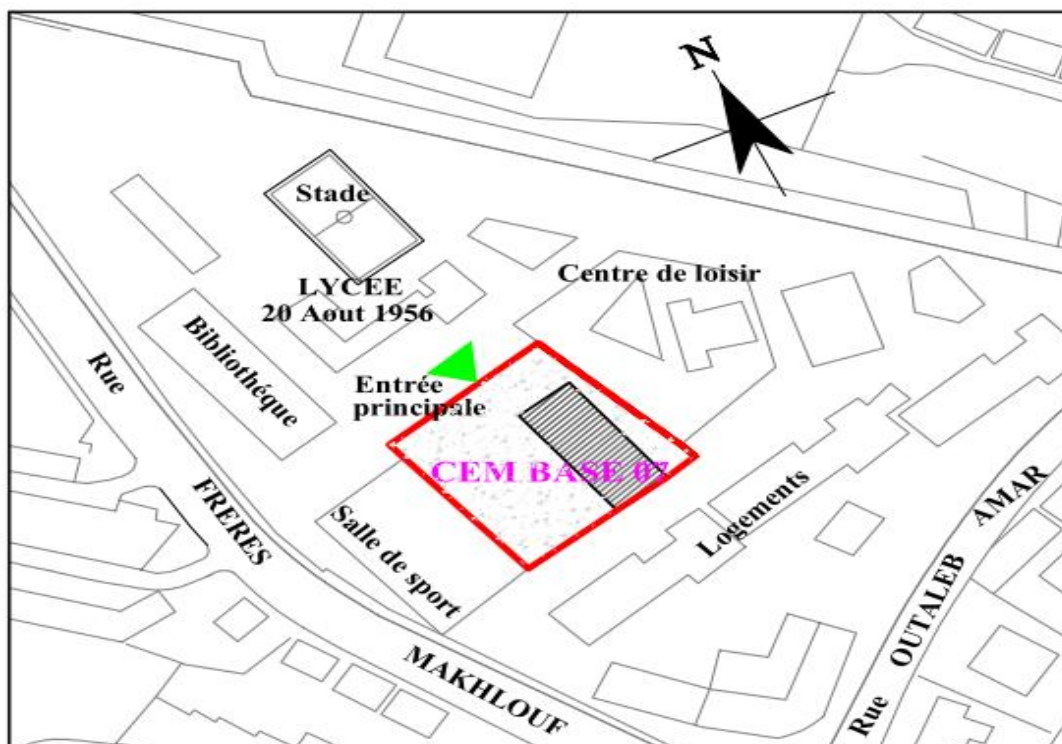 N
Stade
LYCEE
20 Aout 1956
Centre de loisir
Bibliothéque
Rue
Entrée
principale
CEM BASE 07
FRERES
Salle de sport
Logements
AMAR
OUTALEB
MAKHLOUF
Rue